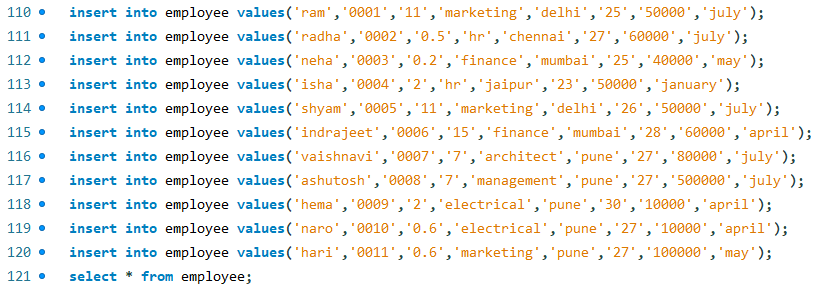 110 insert into employee values('ram','0001','11','marketing','delhi','25','50000','july');
111 insert into employee values('radha','0002','0.5','hr','chennai','27','60000','july');
112 insert into employee values('neha','0003','0.2','finance','mumbai','25','40000','may');
113 insert into employee values('isha','0004','2','hr','jaipur','23','50000','january');
114 insert into employee values('shyam','0005','11','marketing','delhi','26','50000','july');
115 insert into employee values('indrajeet','0006','15','finance','mumbai','28','60000','april');
116 insert into employee values('vaishnavi','0007','7','architect','pune','27','80000','july');
117 insert into employee values('ashutosh','0008','7','management','pune','27','500000','july');
118 insert into employee values('hema','0009','2','electrical','pune','30','10000','april');
119 insert into employee values('naro','0010','0.6','electrical','pune','27','10000','april');
120 insert into employee values('hari','0011','0.6','marketing','pune','27','100000','may');
121 select * from employee;